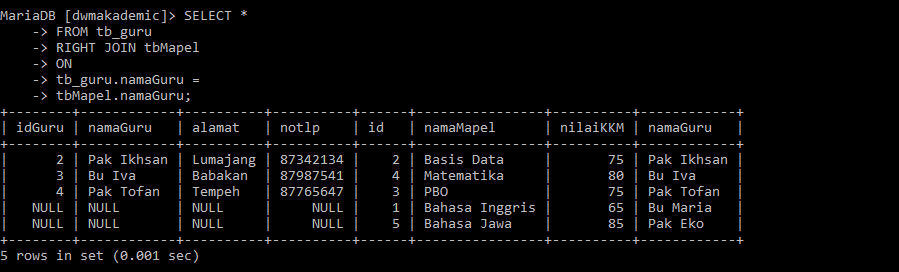 MariaDB [dwmakademic]> SELECT *
    -> FROM tb_guru
    -> RIGHT JOIN tbMapel
    -> ON
    -> tb_guru.namaGuru =
    -> tbMapel.namaGuru;
+--------+-----------+----------+----------+-----+----------------+----------+-----------+
| idGuru | namaGuru  | alamat   | notlp    | id  | namaMapel      | nilaiKKM | namaGuru  |
+--------+-----------+----------+----------+-----+----------------+----------+-----------+
|      2 | Pak Ikhsan | Lumajang | 87342134 |  2 | Basis Data     |       75 | Pak Ikhsan |
|      3 | Bu Iva     | Babakan  | 87987541 |  4 | Matematika     |       80 | Bu Iva     |
|      4 | Pak Tofan  | Tempeh   | 87765647 |  3 | PBO            |       75 | Pak Tofan  |
|   NULL | NULL       | NULL     |     NULL |  1 | Bahasa Inggris |       65 | Bu Maria   |
|   NULL | NULL       | NULL     |     NULL |  5 | Bahasa Jawa    |       85 | Pak Eko    |
+--------+-----------+----------+----------+-----+----------------+----------+-----------+
5 rows in set (0.001 sec)